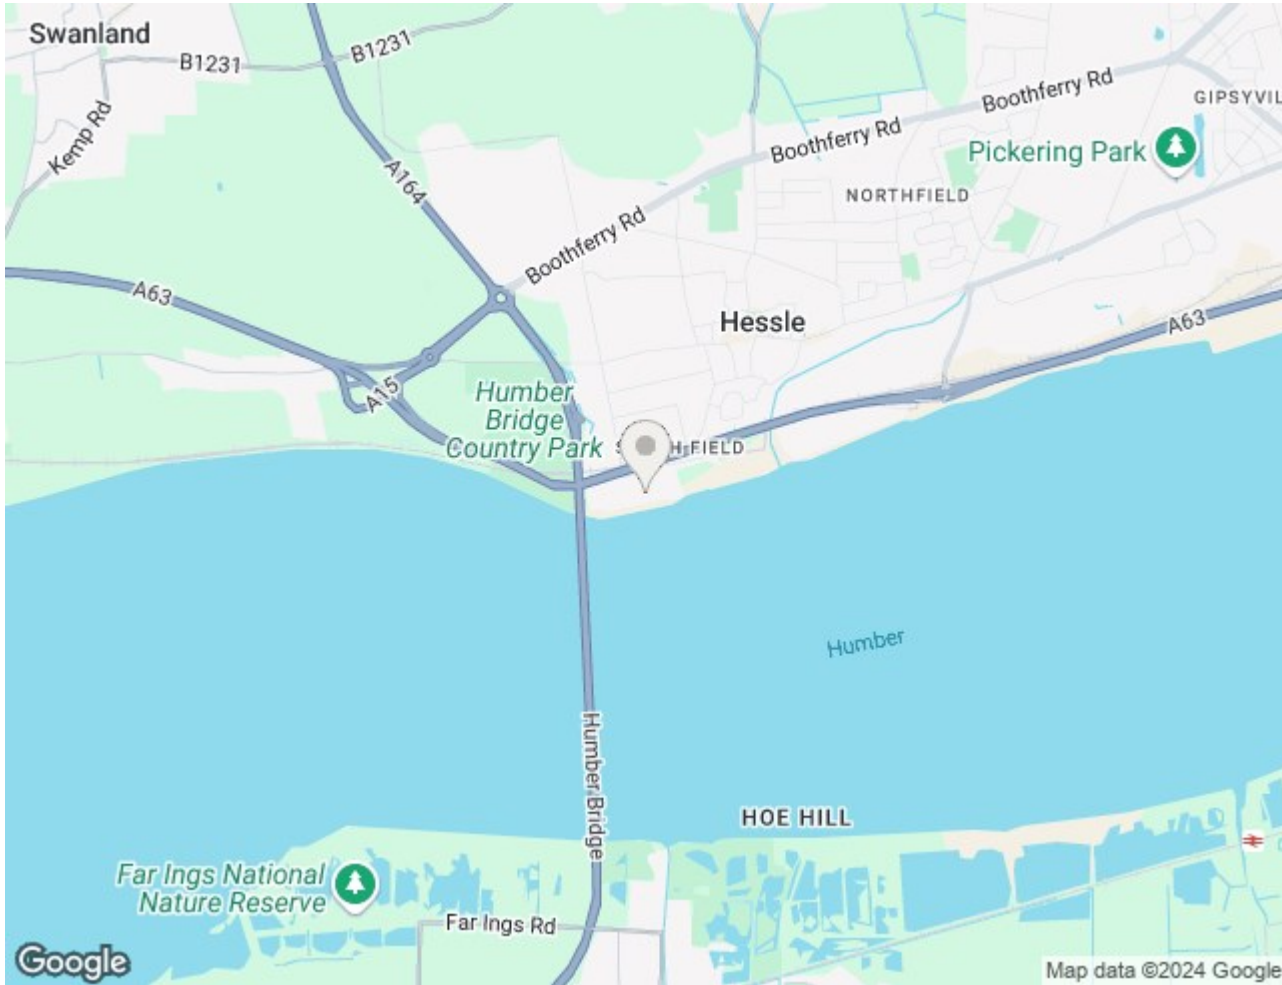 Swanland
B1231
B1231
Kemp Rd
A164
Boothferry Rd
Boothferry Rd
Boothferry Rd
GIPSYVIL
Pickering Park
NORTHFIELD
A63
Hessle
A63
A15
Humber
Bridge
Country Park
FIELD
Humber
Humber Bridge
HOE HILL
Far Ings National
Nature Reserve
Far Ings Rd
Google
Map data ©2024 Google